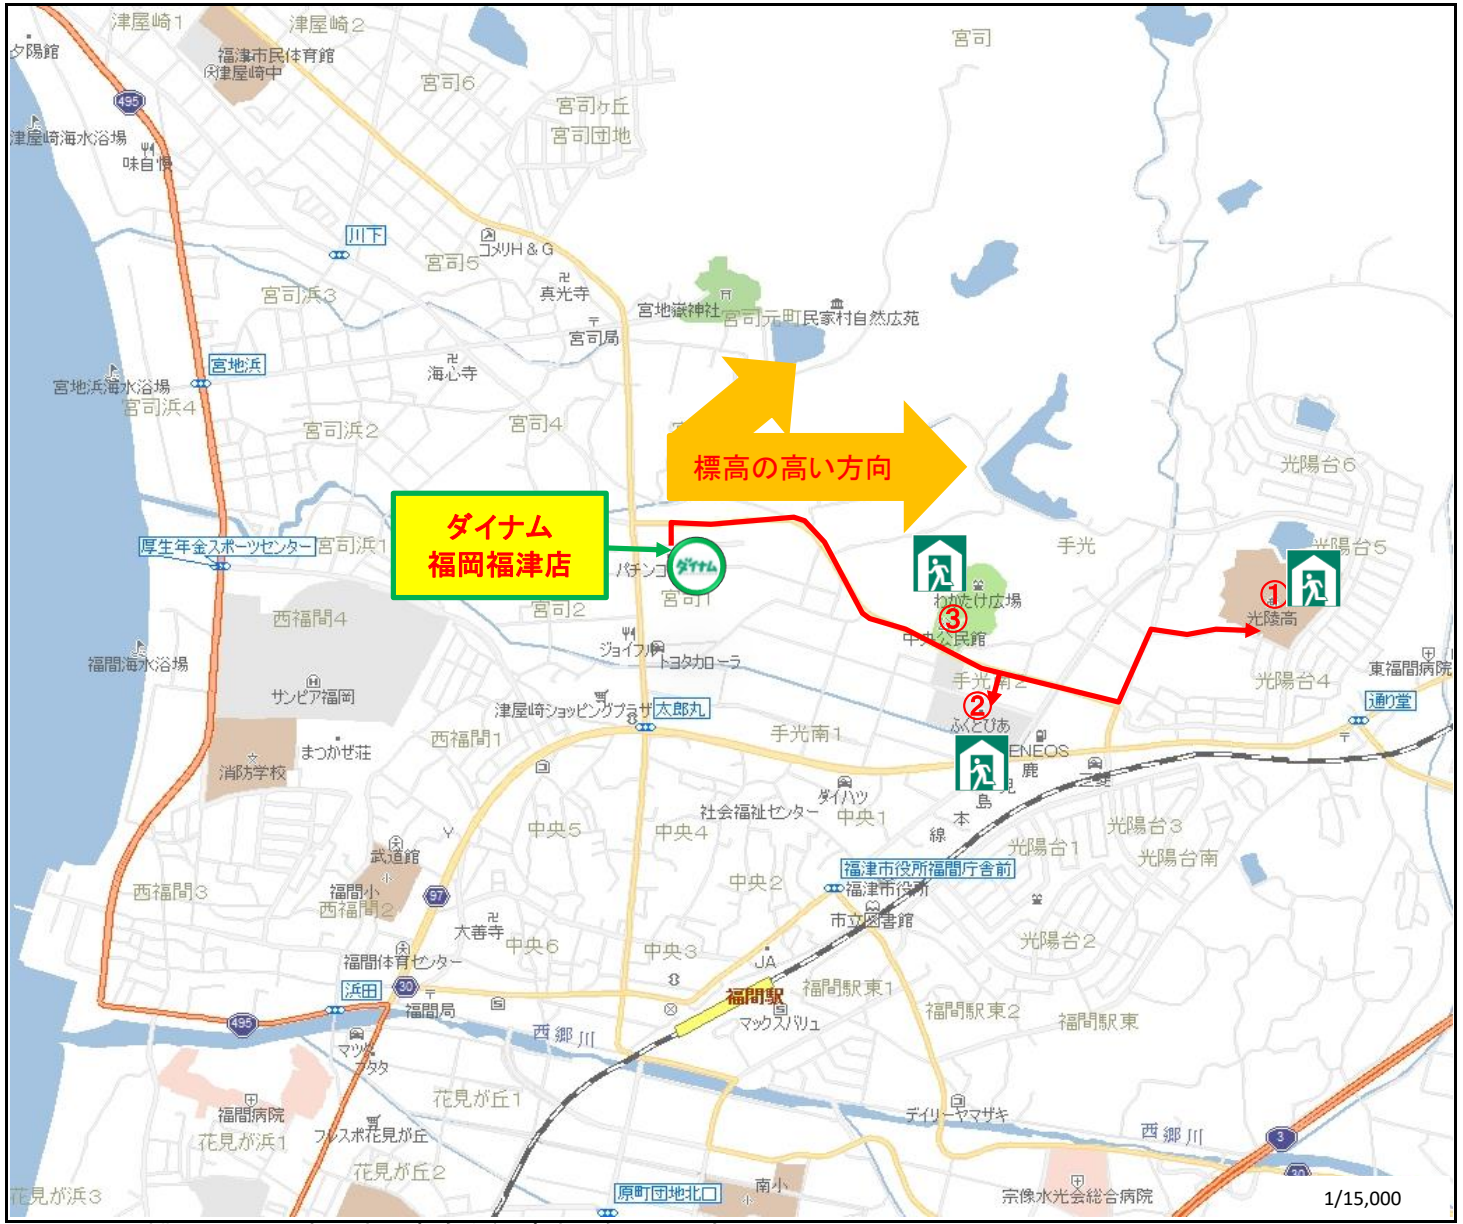 津屋崎1
津屋崎2
夕陽館
福津市民体育館
津屋崎中
宮司
宮司6
495
宮司ヶ丘
宮司団地
津屋崎海水浴場
味自慢
川下
コメリH&G
宮司5
真光寺
宮司浜3
宮地嶽神社
宮司元町
民家村自然広苑
宮司局
宮地浜
海心寺
宮地浜海水浴場
宮司浜4
宮司浜2
宮司4
標高の高い方向
光陽台6
ダイナム
福岡福津店
厚生年金スポーツセンター
宮司浜1
パチンコ
ダイナム
手光
光陽台5
わかたけ広場
宮司1
宮司2
①
光陵高
西福間4
③
中央公民館
ジョイフル
トヨタカローラ
福間海水浴場
東福間病院
サンピア福岡
手光南2
光陽台4
②
通り堂
津屋崎ショッピングプラザ
太郎丸
ふくとぴあ
西福間1
手光南1
まつかぜ荘
ENEOS
消防学校
鹿
児
島
本
線
三菱
ダイハツ
社会福祉センター
中央1
中央5
中央4
光陽台3
光陽台1
光陽台南
武道館
福津市役所福間庁舎前
福津市役所
中央2
西福間3
福間小
97
西福間2
市立図書館
大善寺
中央6
中央3
光陽台2
福間体育センター
JA
浜田
30
福間局
福間駅
福間駅東1
マックスバリュ
福間駅東2
福間駅東
495
西郷川
マツダ
フタタ
花見が丘1
福間病院
デイリーヤマザキ
フレスポ花見が丘
花見が浜1
西郷川
3
花見が丘2
30
花見が浜3
原町団地北口
南小
宗像水光会総合病院
1/15,000